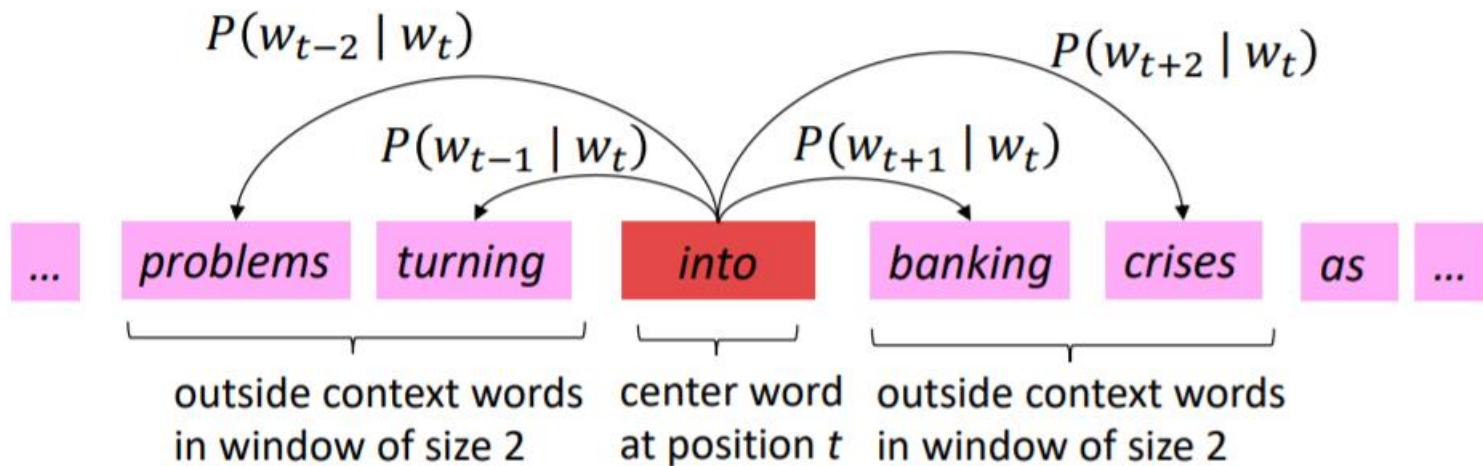 P(w_{t−2} | w_t) P(w_{t+2} | w_t)
P(w_{t−1} | w_t) P(w_{t+1} | w_t)
... problems turning into banking crises as ...
outside context words center word outside context words
in window of size 2 at position t in window of size 2